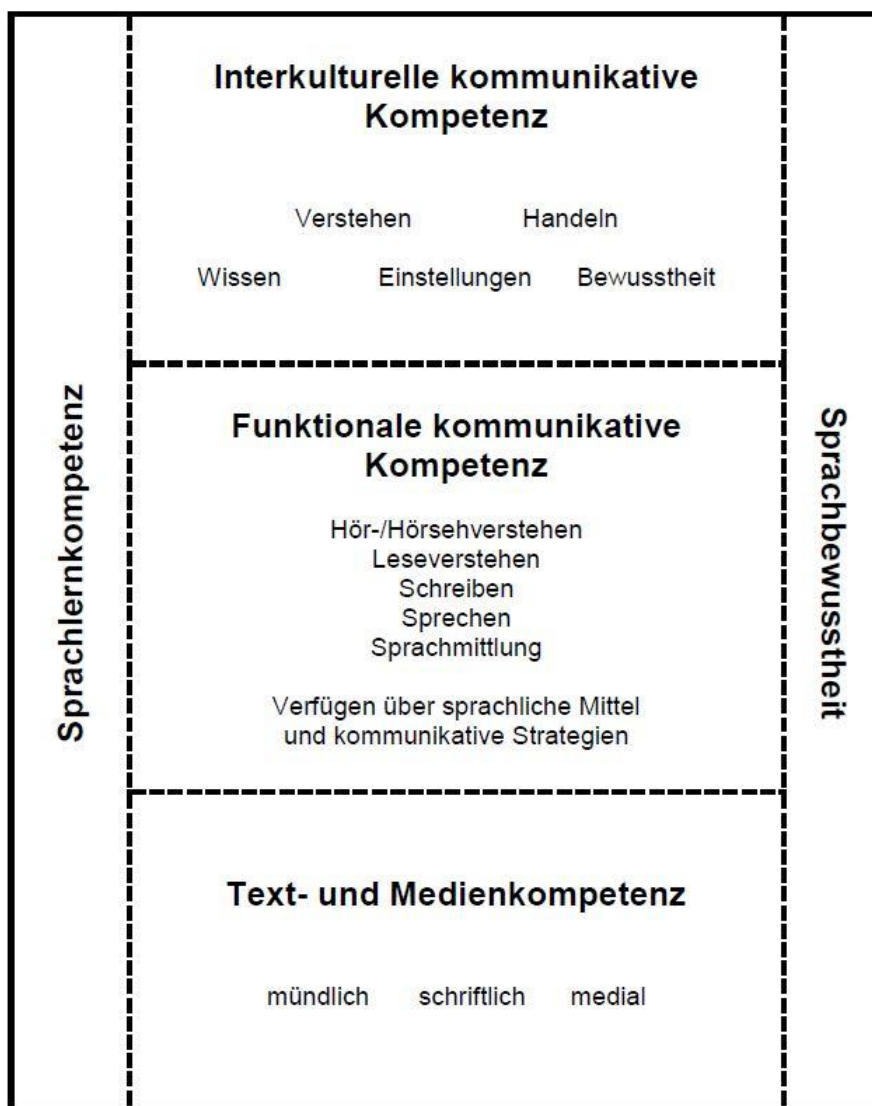 Interkulturelle kommunikative
Kompetenz
Verstehen Handeln
Wissen Einstellungen Bewusstheit
Sprachlernkompetenz
Funktionale kommunikative
Kompetenz
Hör-/Hörsehverstehen
Leseverstehen
Schreiben
Sprechen
Sprachmittlung
Verfügen über sprachliche Mittel
und kommunikative Strategien
Sprachbewusstheit
Text- und Medienkompetenz
mündlich schriftlich medial